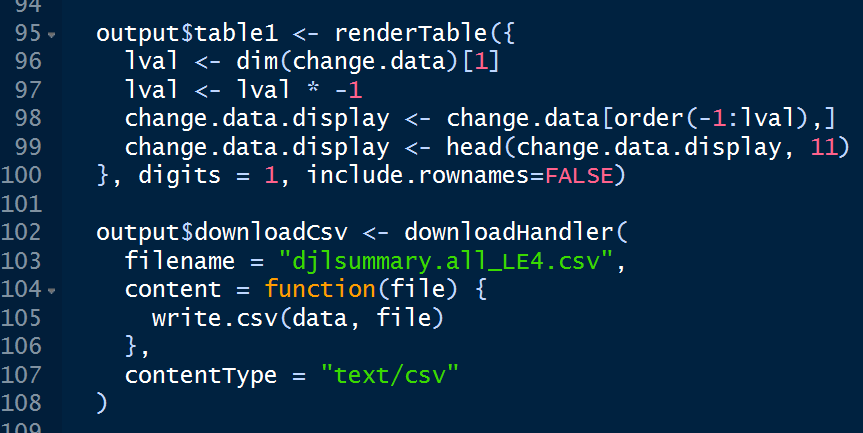 94
95 output$table1 <- renderTable({
96 lval <- dim(change.data)[1]
97 lval <- lval * -1
98 change.data.display <- change.data[order(-1:lval),]
99 change.data.display <- head(change.data.display, 11)
100 }, digits = 1, include.rownames=FALSE)
101
102 output$downloadCsv <- downloadHandler(
103 filename = "djlsummary.all_LE4.csv",
104 content = function(file) {
105 write.csv(data, file)
106 },
107 contentType = "text/csv"
108 )
109